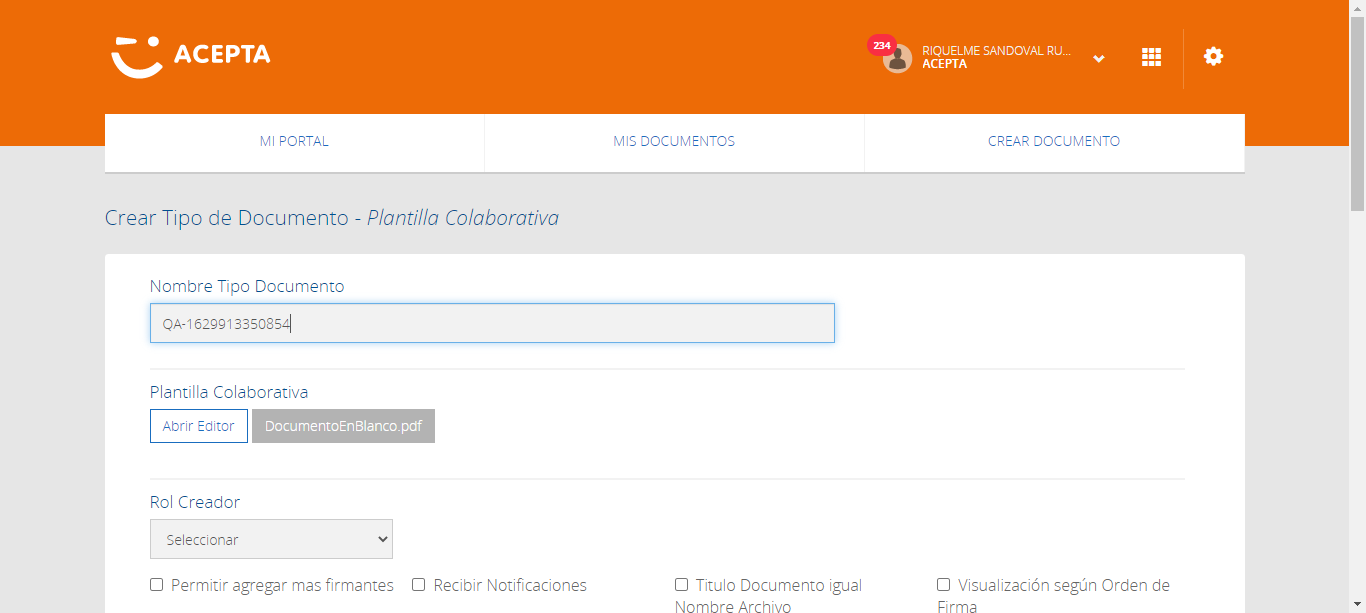 ACEPTA
234
RIQUELME SANDOVAL RU...
ACEPTA
MI PORTAL
MIS DOCUMENTOS
CREAR DOCUMENTO
Crear Tipo de Documento - Plantilla Colaborativa
Nombre Tipo Documento
QA-1629913350854
Plantilla Colaborativa
Abrir Editor
DocumentoEnBlanco.pdf
Rol Creador
Seleccionar
Permitir agregar mas firmantes
Recibir Notificaciones
Titulo Documento igual
Nombre Archivo
Visualización según Orden de
Firma